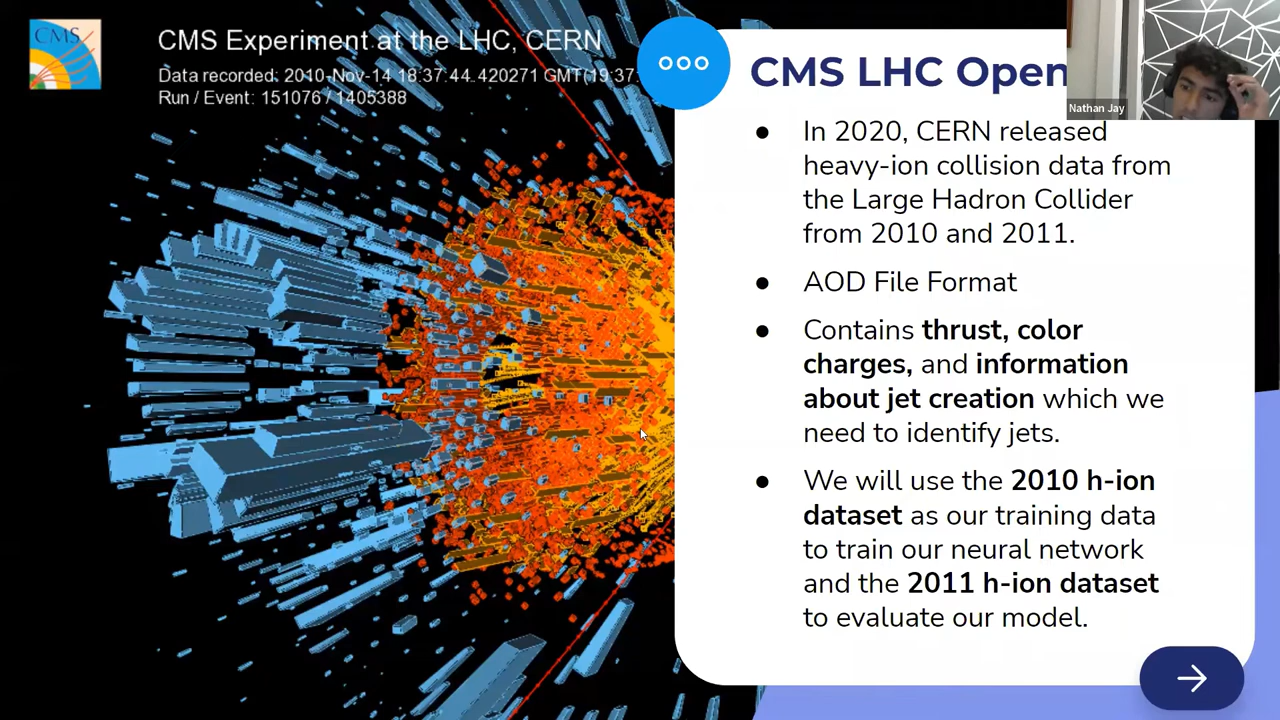 CMS
CMS Experiment at the LHC, CERN
Data recorded: 2010-Nov-14 18:37:44.420271 GMT(19:37:
Run / Event: 151076 / 1405388
CMS LHC Open
Nathan Jay
● In 2020, CERN released
heavy-ion collision data from
the Large Hadron Collider
from 2010 and 2011.
● AOD File Format
● Contains thrust, color
charges, and information
about jet creation which we
need to identify jets.
● We will use the 2010 h-ion
dataset as our training data
to train our neural network
and the 2011 h-ion dataset
to evaluate our model.